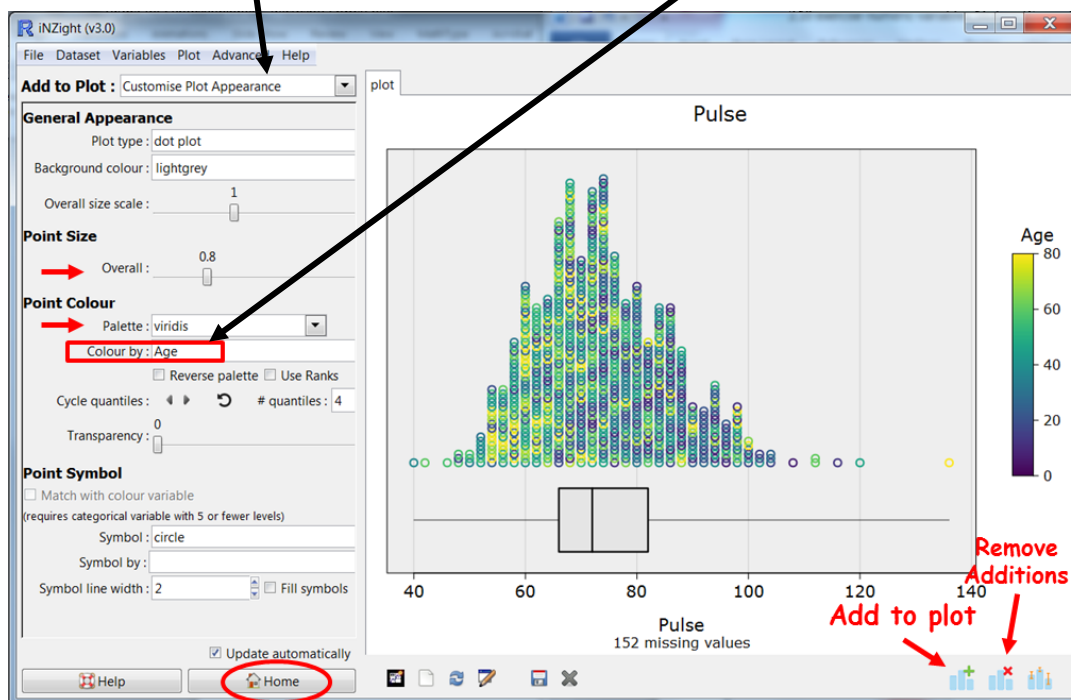 iNZight (v3.0)
File Dataset Variables Plot Advanced Help
Add to Plot : Customise Plot Appearance
General Appearance
Plot type : dot plot
Background colour : lightgrey
1
Overall size scale :
Point Size
0.8
Overall :
Point Colour
Palette : viridis
Colour by : Age
Reverse palette Use Ranks
Cycle quantiles : # quantiles : 4
0
Transparency :
Point Symbol
Match with colour variable
(requires categorical variable with 5 or fewer levels)
Symbol : circle
Symbol by :
Symbol line width : 2 Fill symbols
Update automatically
Help Home
plot
Pulse
Age
80
60
40
20
0
40 60 80 100 120 140
Pulse
152 missing values
Add to plot
Remove
Additions